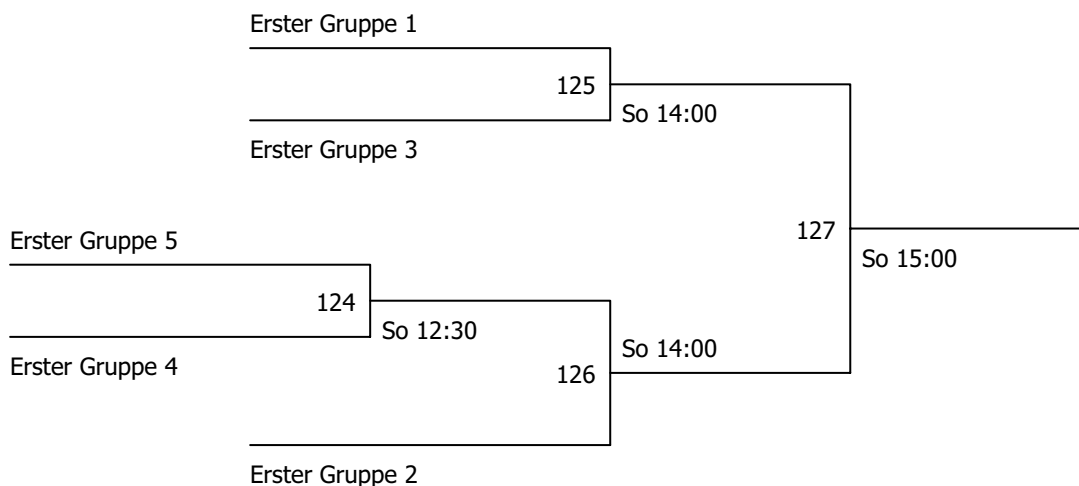 Erster Gruppe 1
125
So 14:00
Erster Gruppe 3
127
So 15:00
Erster Gruppe 5
124
So 12:30
Erster Gruppe 4
So 14:00
126
Erster Gruppe 2